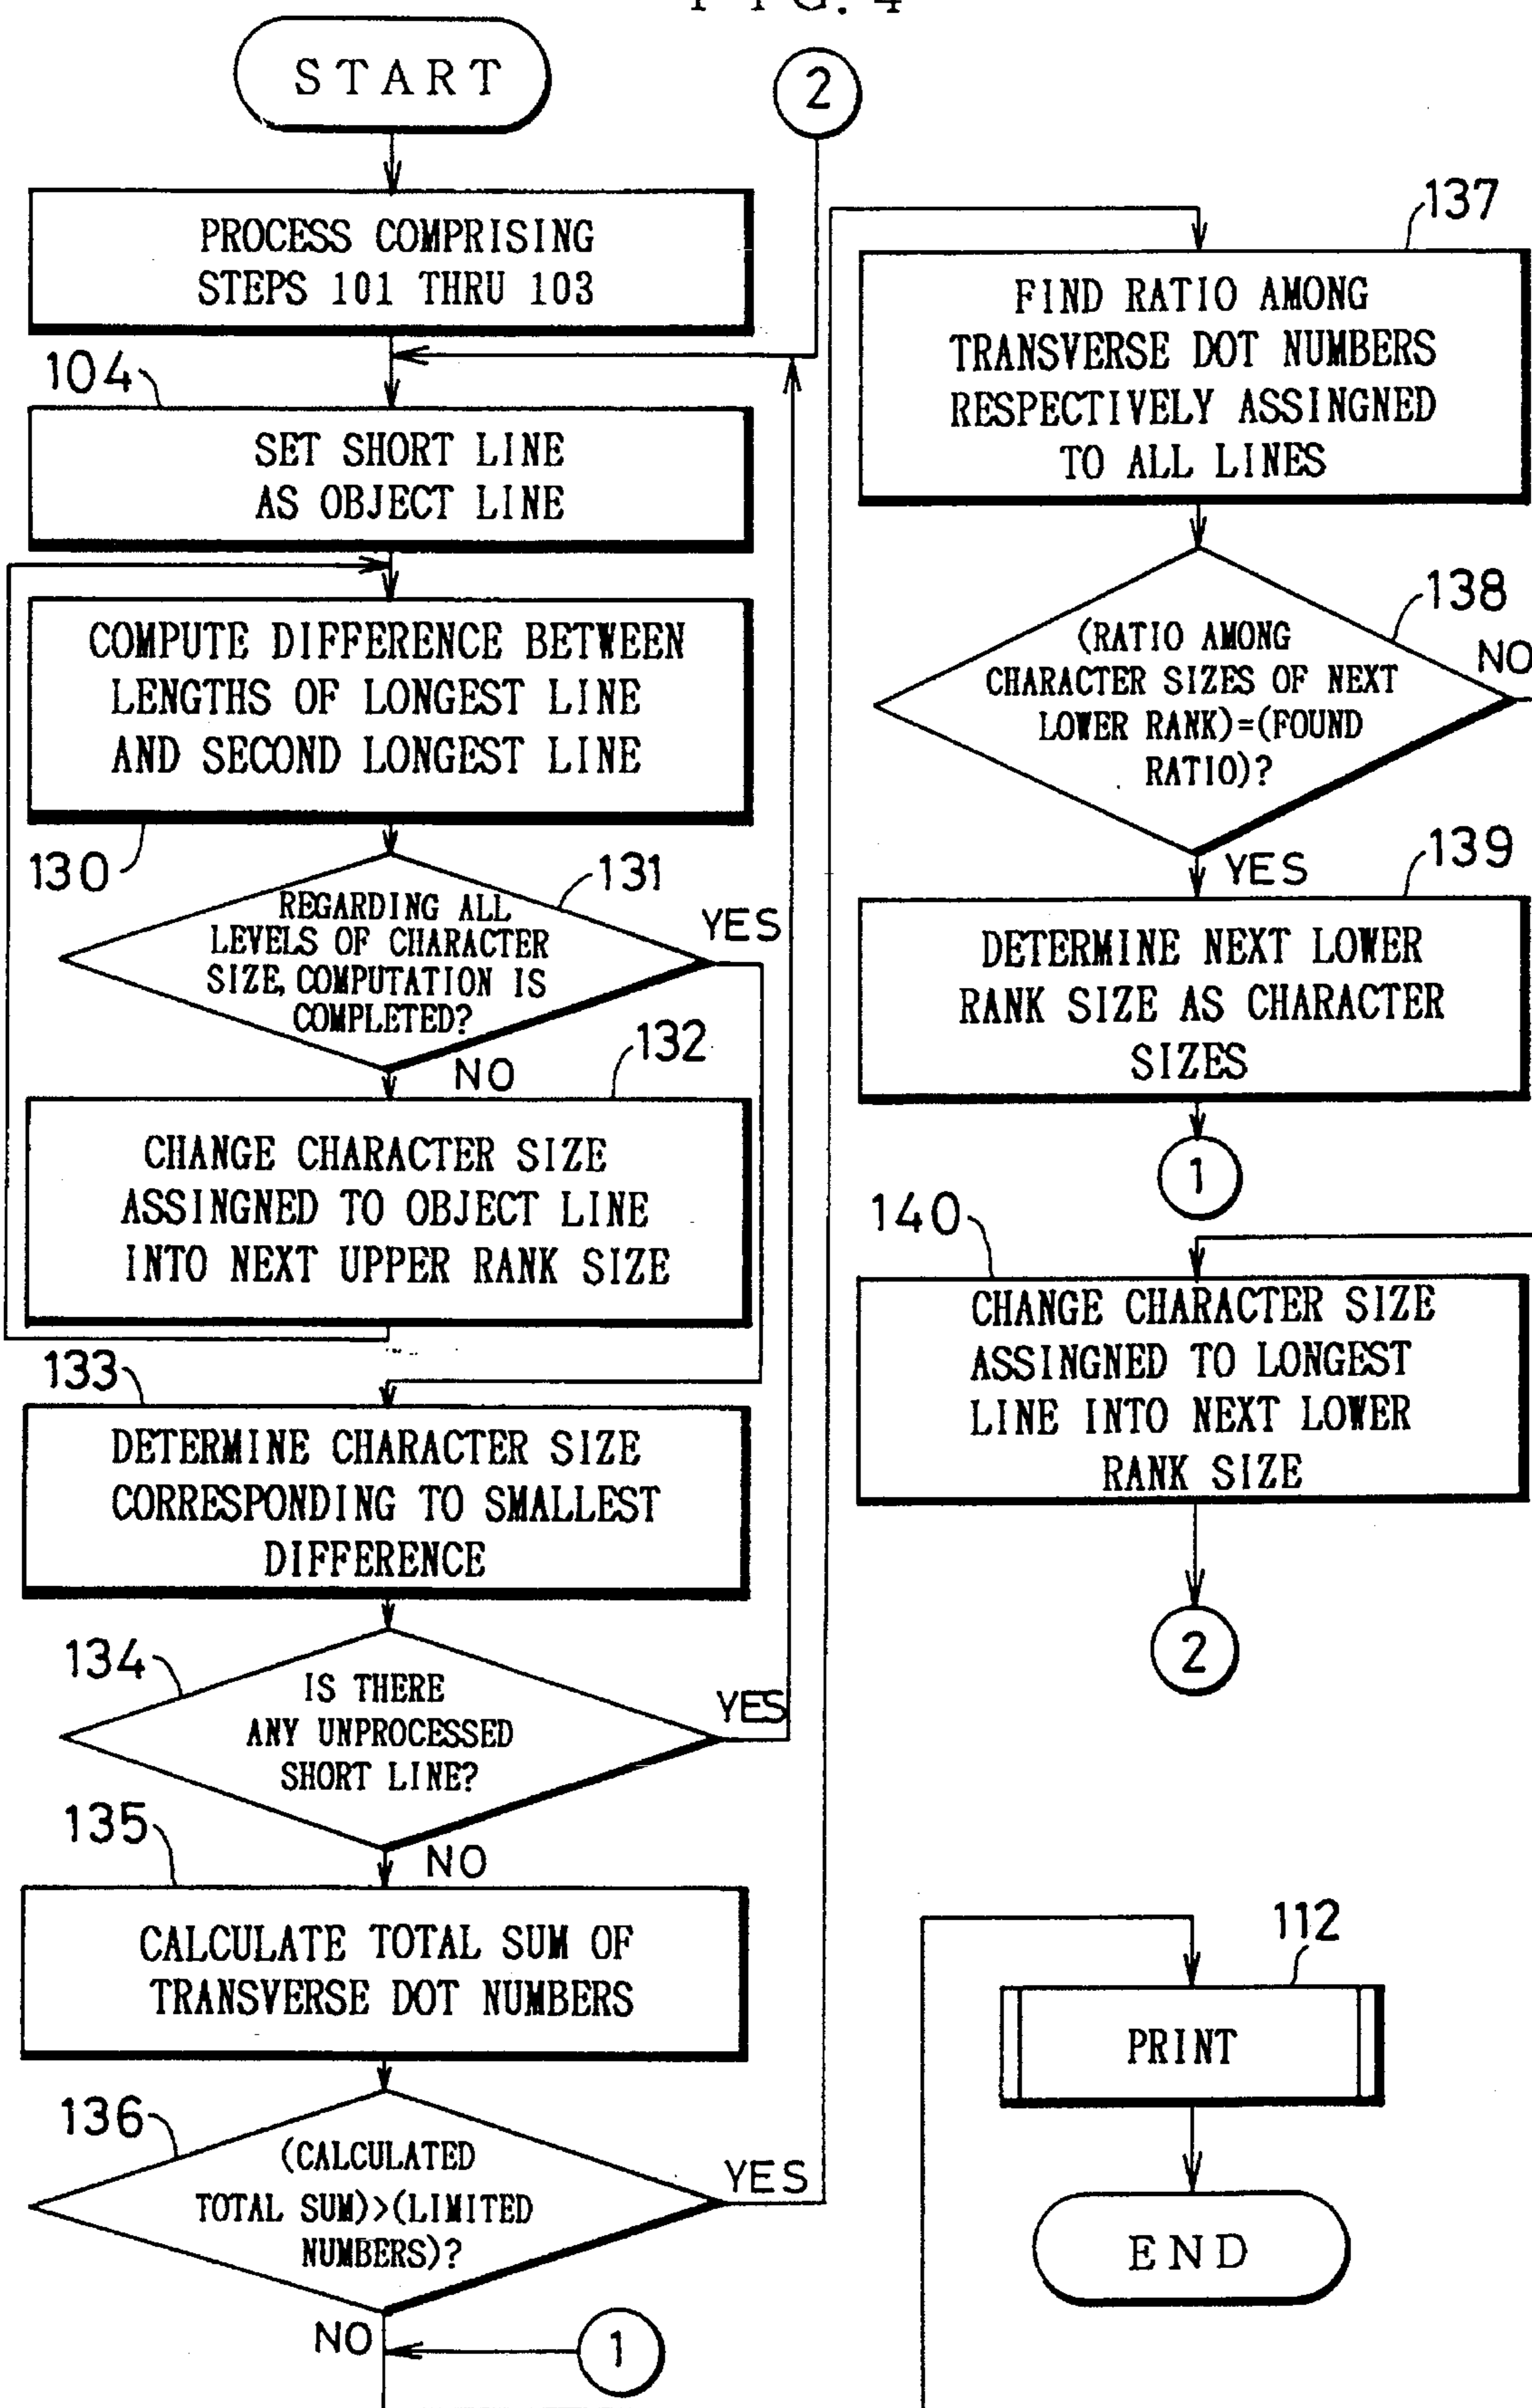 FIG. 4
START
PROCESS COMPRISING
STEPS 101 THRU 103
104
SET SHORT LINE
AS OBJECT LINE
COMPUTE DIFFERENCE BETWEEN
LENGTHS OF LONGEST LINE
AND SECOND LONGEST LINE
130
131
REGARDING ALL
LEVELS OF CHARACTER
SIZE, COMPUTATION IS
COMPLETED?
YES
NO
132
CHANGE CHARACTER SIZE
ASSINGNED TO OBJECT LINE
INTO NEXT UPPER RANK SIZE
133
DETERMINE CHARACTER SIZE
CORRESPONDING TO SMALLEST
DIFFERENCE
134
IS THERE
ANY UNPROCESSED
SHORT LINE?
YES
NO
135
CALCULATE TOTAL SUM OF
TRANSVERSE DOT NUMBERS
136
(CALCULATED
TOTAL SUM)>(LIMITED
NUMBERS)?
YES
NO
1
2
137
FIND RATIO AMONG
TRANSVERSE DOT NUMBERS
RESPECTIVELY ASSINGNED
TO ALL LINES
138
(RATIO AMONG
CHARACTER SIZES OF NEXT
LOWER RANK)=(FOUND
RATIO)?
NO
YES
139
DETERMINE NEXT LOWER
RANK SIZE AS CHARACTER
SIZES
1
140
CHANGE CHARACTER SIZE
ASSINGNED TO LONGEST
LINE INTO NEXT LOWER
RANK SIZE
2
112
PRINT
END